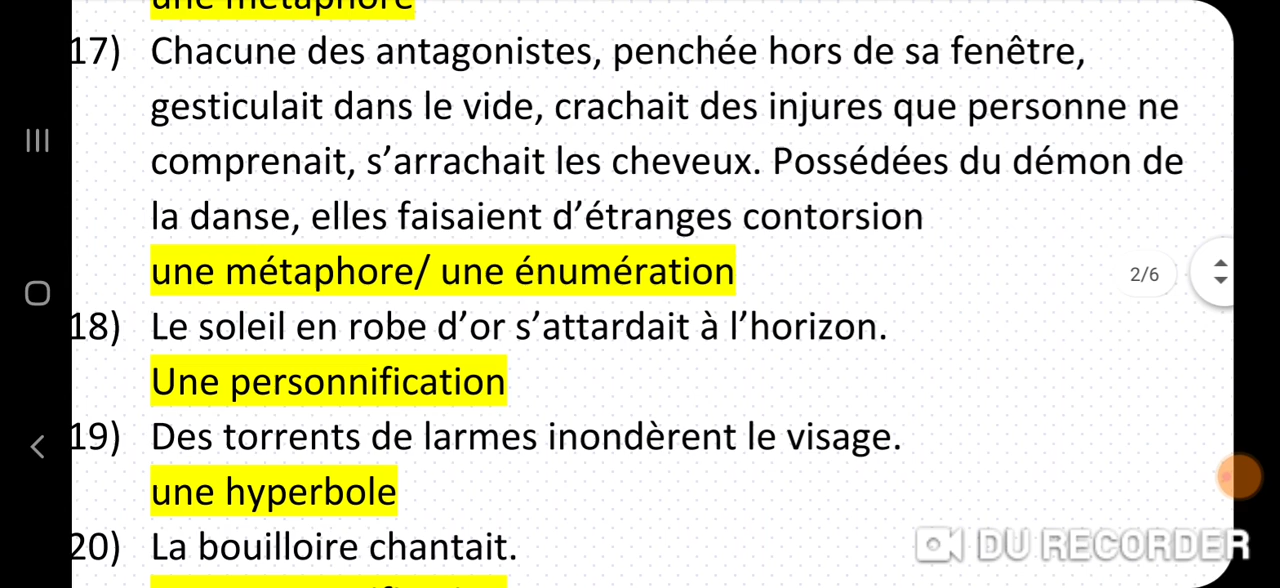 une métaphore
17) Chacune des antagonistes, penchée hors de sa fenêtre,
gesticulait dans le vide, crachait des injures que personne ne
comprenait, s’arrachait les cheveux. Possédées du démon de
la danse, elles faisaient d’étranges contorsion
une métaphore/ une énumération
2/6
18) Le soleil en robe d’or s’attardait à l’horizon.
Une personnification
19) Des torrents de larmes inondèrent le visage.
une hyperbole
20) La bouilloire chantait.
DU RECORDER